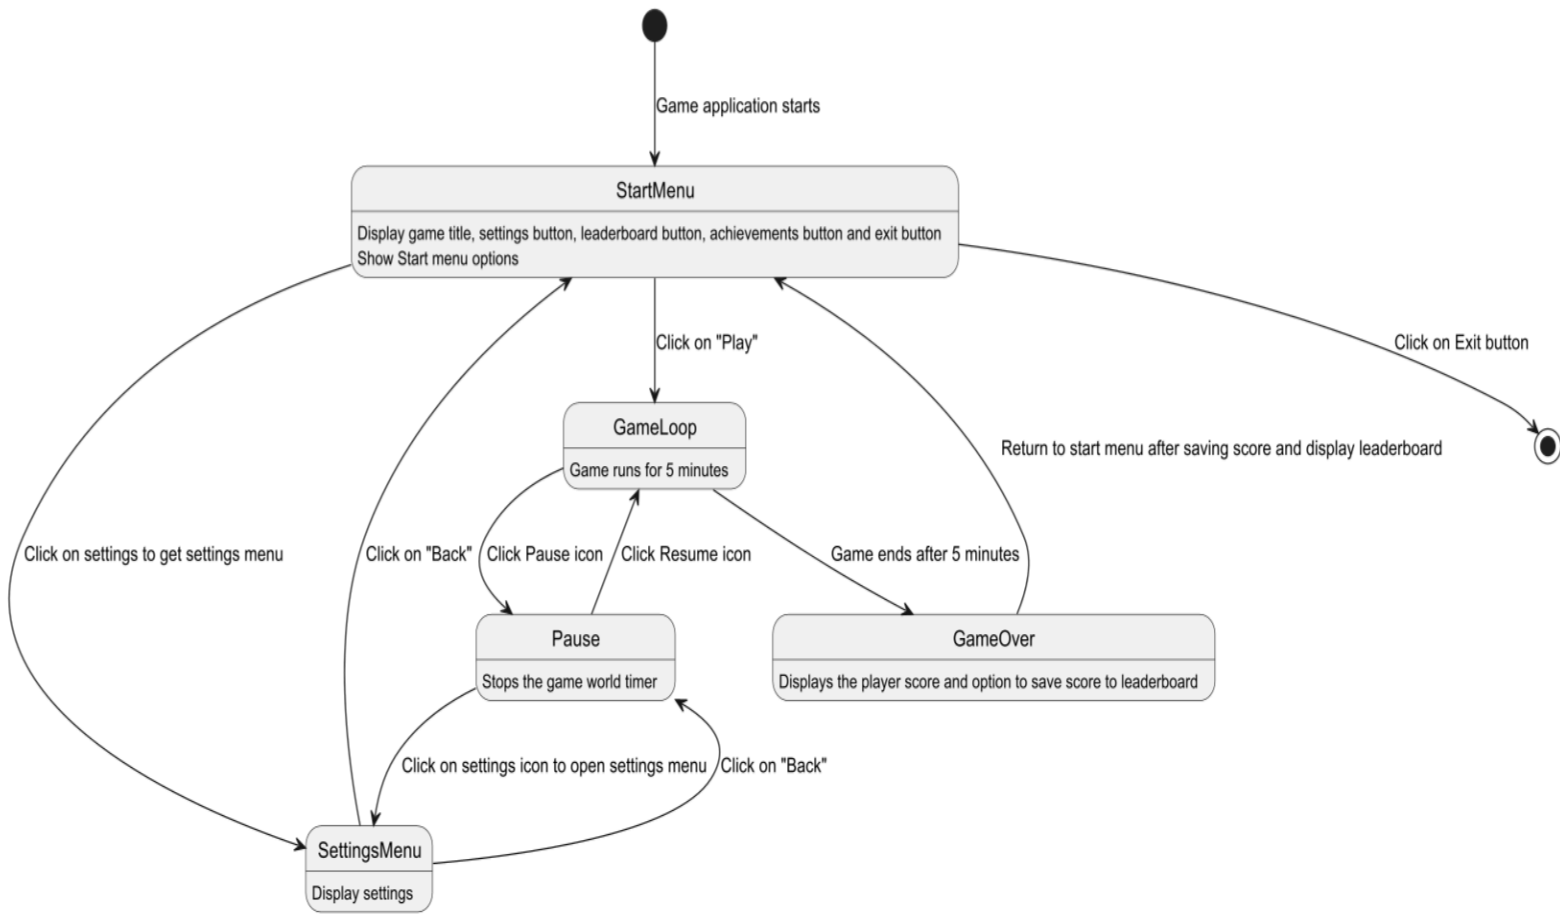 Game application starts
StartMenu
Display game title, settings button, leaderboard button, achievements button and exit button
Show Start menu options
Click on "Play"
Click on Exit button
GameLoop
Game runs for 5 minutes
Return to start menu after saving score and display leaderboard
Click on settings to get settings menu
Click on "Back"
Click Pause icon
Click Resume icon
Game ends after 5 minutes
Pause
Stops the game world timer
GameOver
Displays the player score and option to save score to leaderboard
Click on settings icon to open settings menu
Click on "Back"
SettingsMenu
Display settings